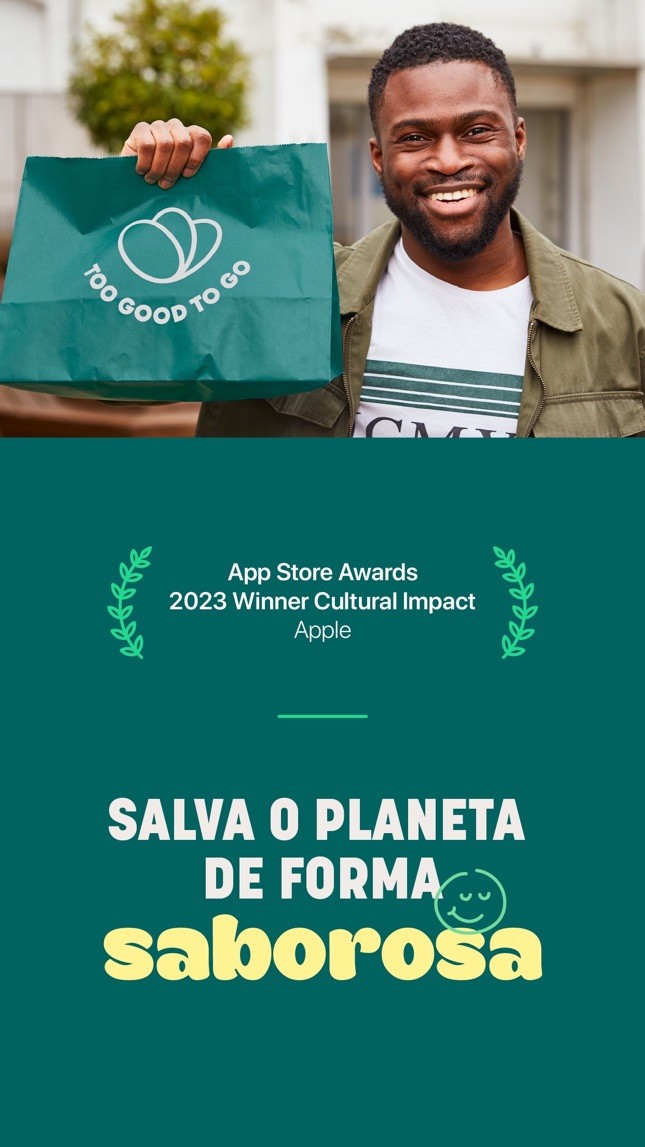 TOO GOOD TO GO
App Store Awards
2023 Winner Cultural Impact
Apple
SALVA O PLANETA
DE FORMA
saborosa